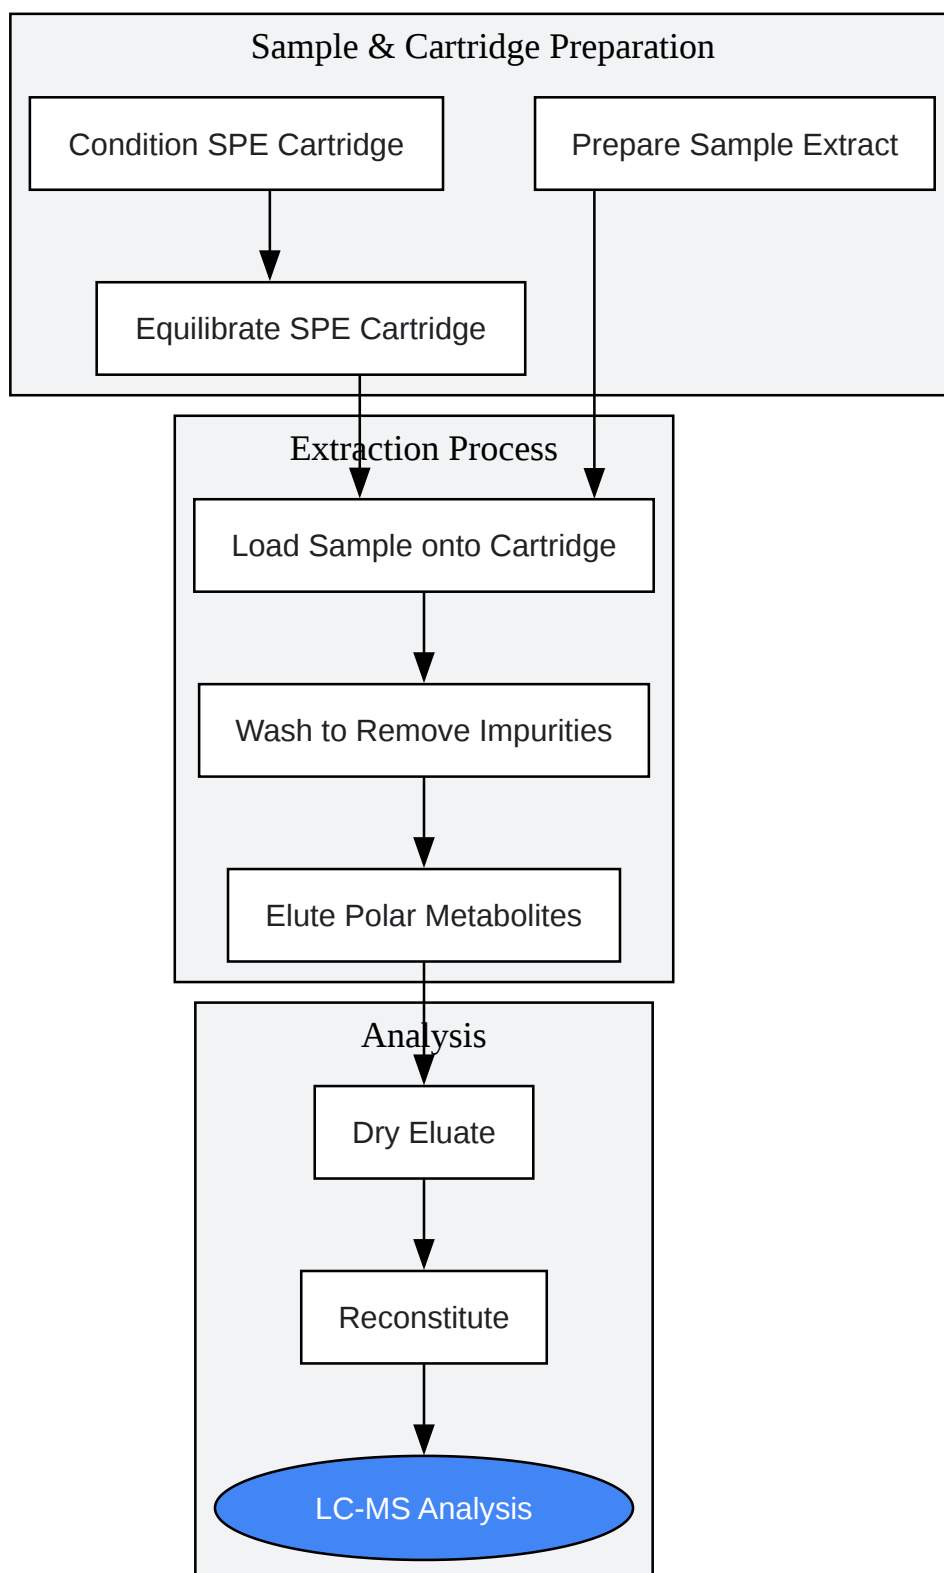 Sample & Cartridge Preparation
Condition SPE Cartridge
Prepare Sample Extract
Equilibrate SPE Cartridge
Extraction Process
Load Sample onto Cartridge
Wash to Remove Impurities
Elute Polar Metabolites
Analysis
Dry Eluate
Reconstitute
LC-MS Analysis